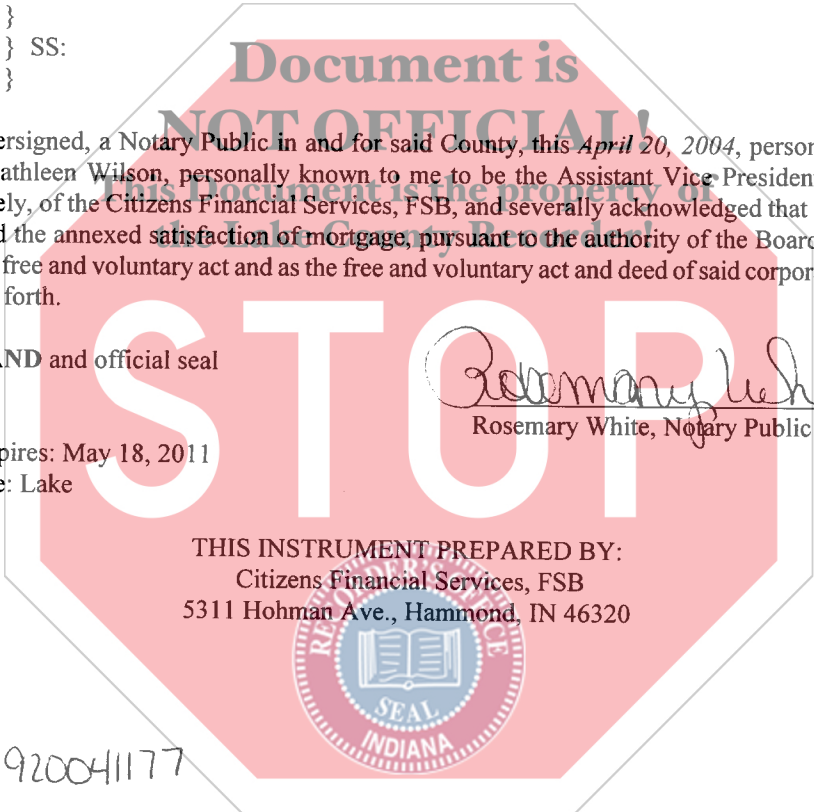 }
} SS:
}
Document is
NOT OFFICIAL!
ersigned, a Notary Public in and for said County, this April 20, 2004, person
athleen Wilson, personally known to me to be the Assistant Vice President
This Document is the property of
ely, of the Citizens Financial Services, FSB, and severally acknowledged that
the Lake County Recorder!
d the annexed satisfaction of mortgage, pursuant to the authority of the Board
free and voluntary act and as the free and voluntary act and deed of said corpor
forth.
STOP
AND and official seal
Rosemary Wh
Rosemary White, Notary Public
pires: May 18, 2011
e: Lake
THIS INSTRUMENT PREPARED BY:
Citizens Financial Services, FSB
5311 Hohman Ave., Hammond, IN 46320
RECORDER'S OFFICE
SEAL
INDIANA
920041177